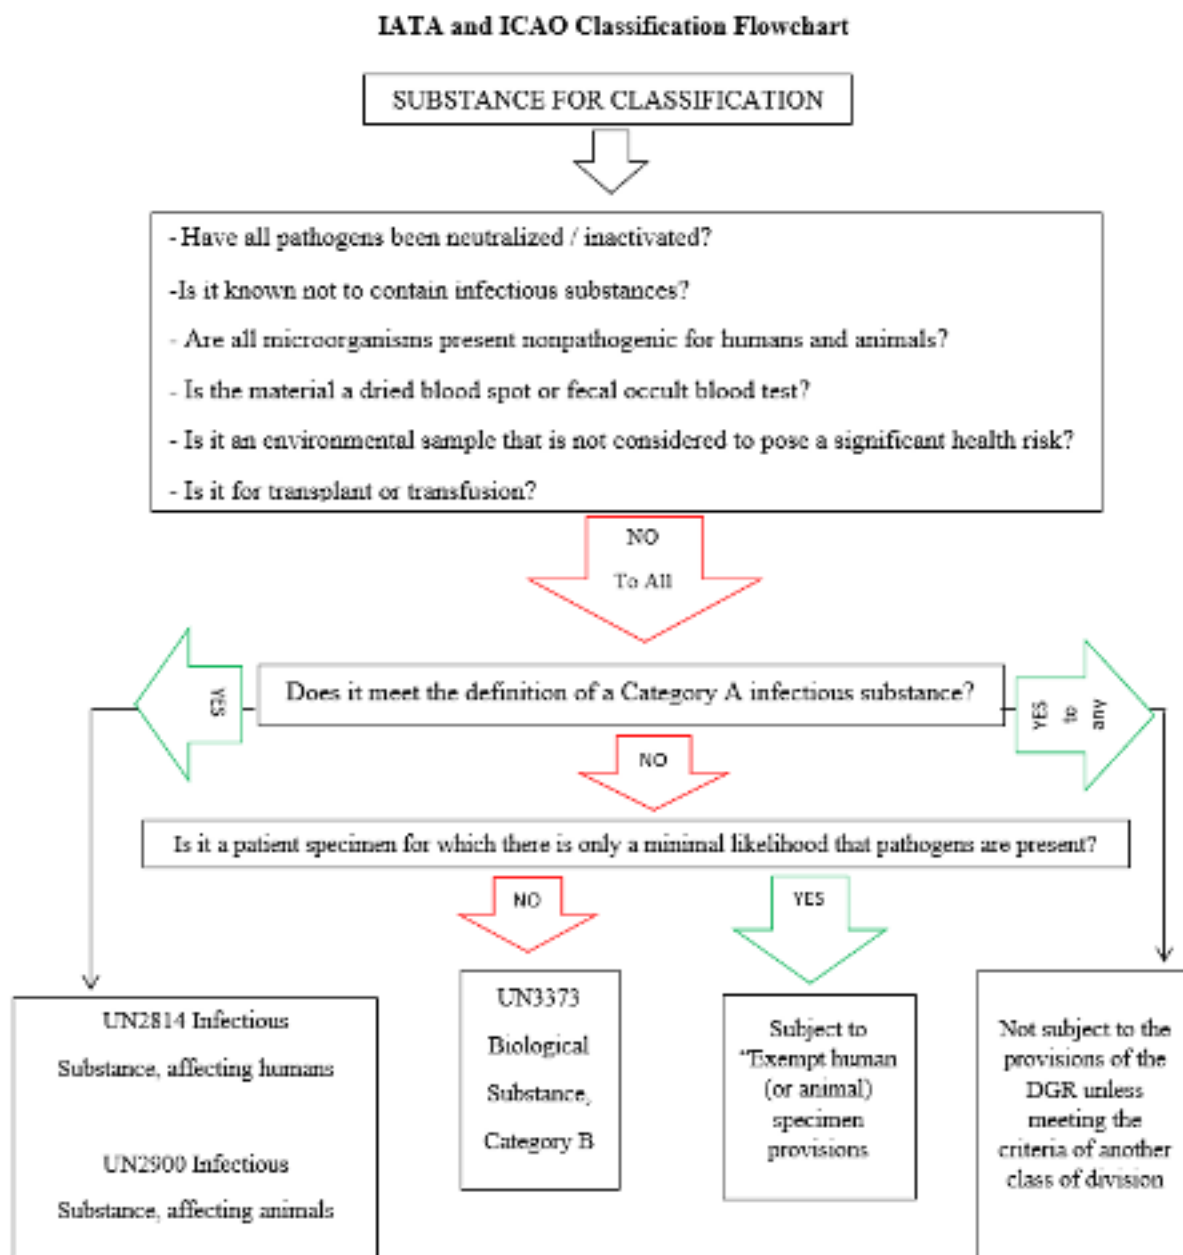 IATA and ICAO Classification Flowchart
SUBSTANCE FOR CLASSIFICATION
- Have all pathogens been neutralized / inactivated?
-Is it known not to contain infectious substances?
- Are all microorganisms present nonpathogenic for humans and animals?
- Is the material a dried blood spot or fecal occult blood test?
- Is it an environmental sample that is not considered to pose a significant health risk?
- Is it for transplant or transfusion?
NO
To All
YES
Does it meet the definition of a Category A infectious substance?
YES
to
any
NO
Is it a patient specimen for which there is only a minimal likelihood that pathogens are present?
NO
YES
UN2814 Infectious
Substance, affecting humans
UN2900 Infectious
Substance, affecting animals
UN3373
Biological
Substance,
Category B
Subject to
"Exempt human
(or animal)
specimen
provisions
Not subject to the
provisions of the
DGR unless
meeting the
criteria of another
class of division